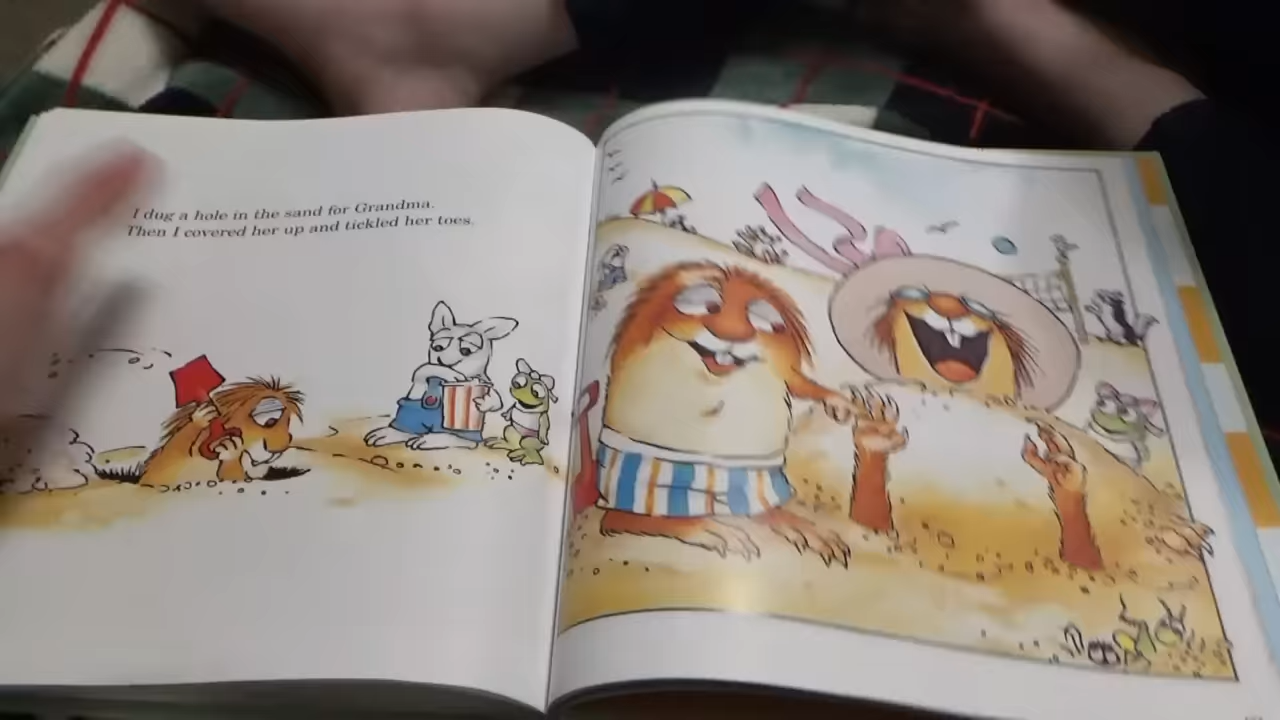 I dug a hole in the sand for Grandma.
Then I covered her up and tickled her toes.